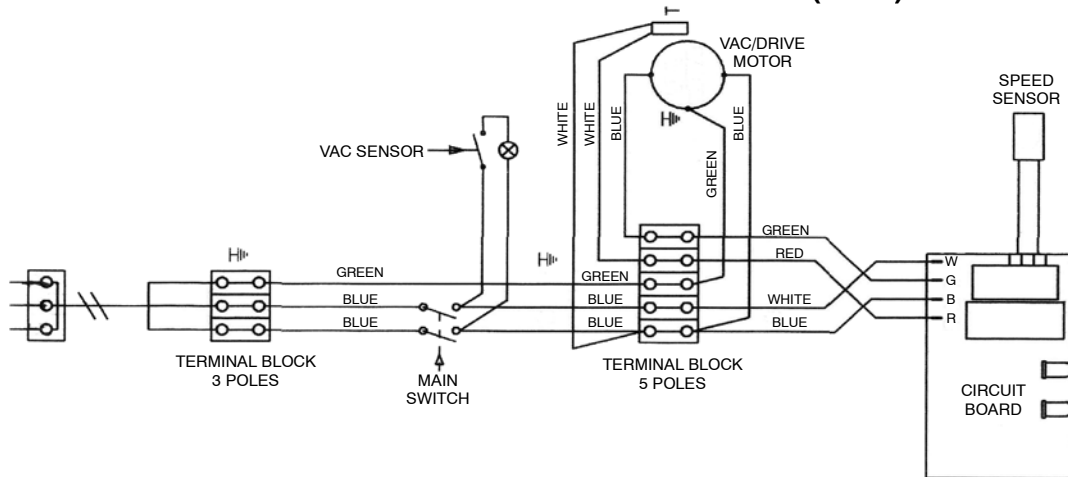 T
VAC/DRIVE
MOTOR
SPEED
SENSOR
VAC SENSOR
WHITE
WHITE
BLUE
GREEN
BLUE
GREEN
RED
WHITE
BLUE
GREEN
BLUE
BLUE
GREEN
BLUE
BLUE
W
G
B
R
TERMINAL BLOCK
3 POLES
MAIN
SWITCH
TERMINAL BLOCK
5 POLES
CIRCUIT
BOARD